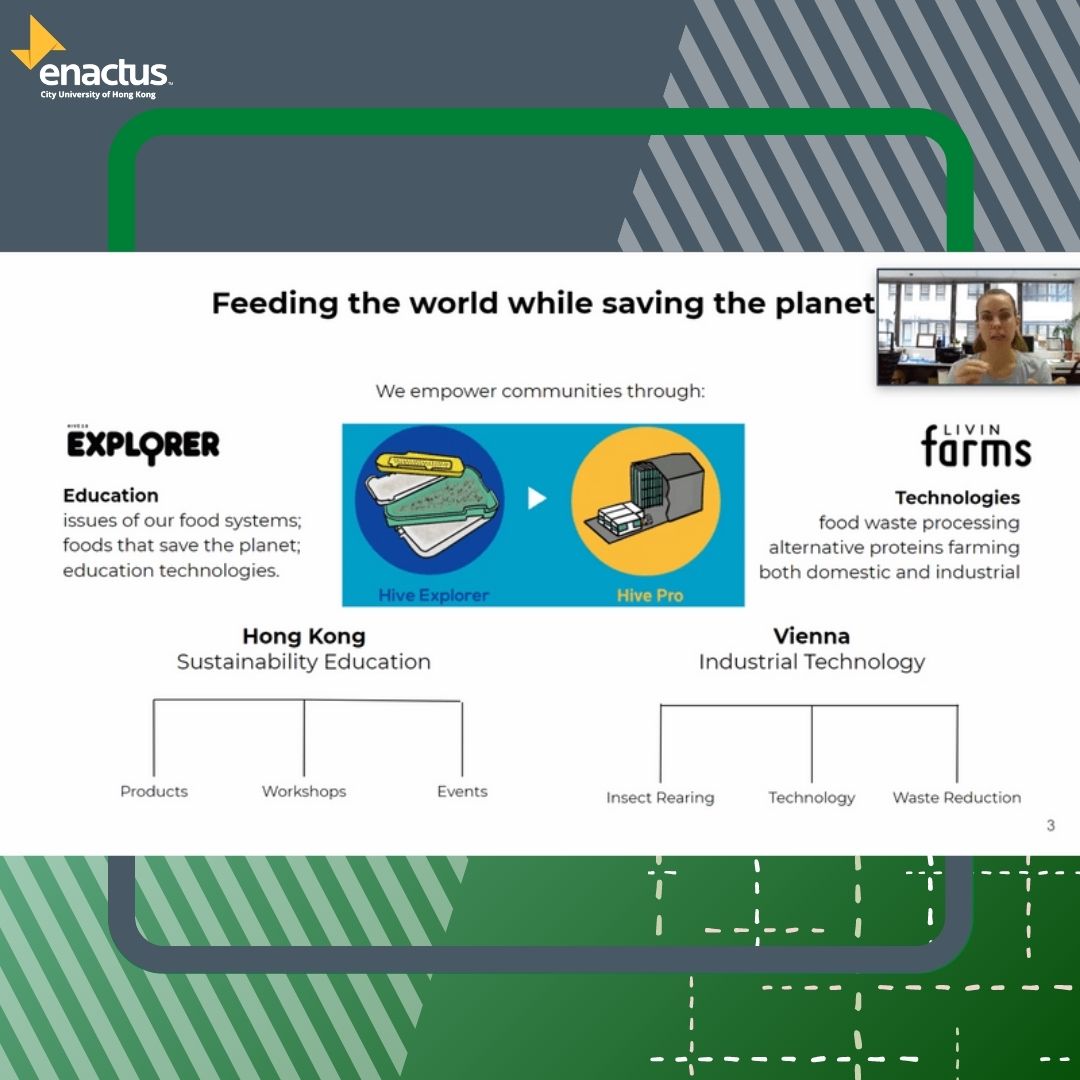 enactus
City University of Hong Kong
Feeding the world while saving the planet
We empower communities through:
EXPLORER
Education
issues of our food systems;
foods that save the planet;
education technologies.
Hive Explorer
Hive Pro
LIVIN
farms
Technologies
food waste processing
alternative proteins farming
both domestic and industrial
Hong Kong
Sustainability Education
Products
Workshops
Events
Vienna
Industrial Technology
Insect Rearing
Technology
Waste Reduction
3